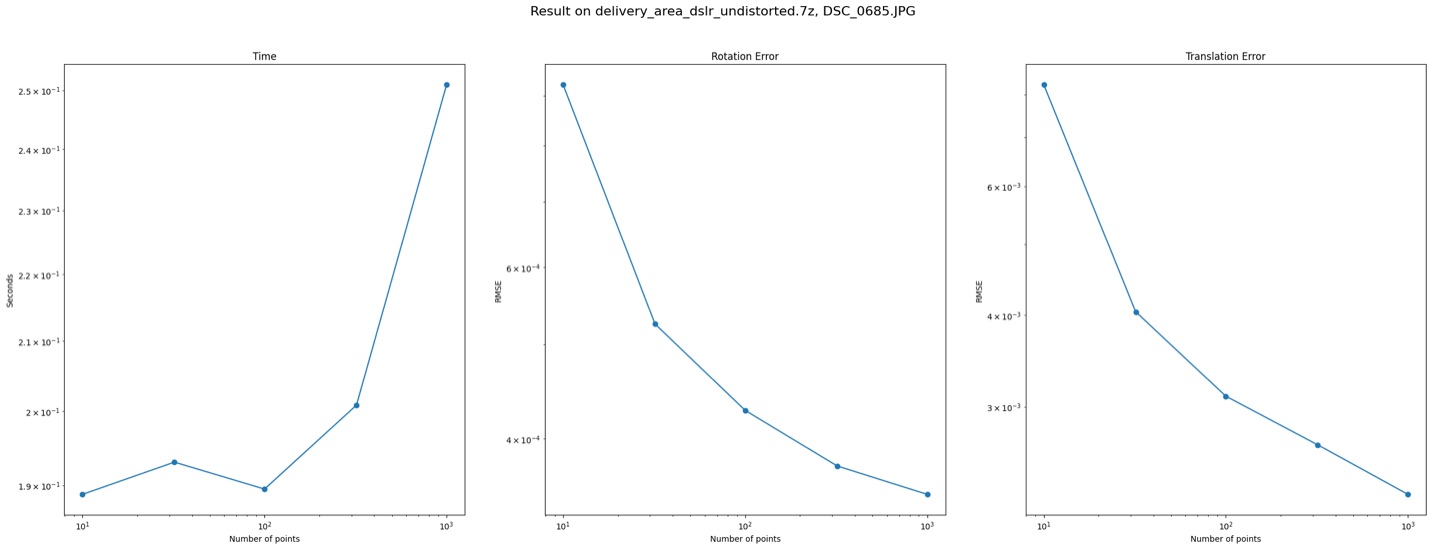 Result on delivery_area_dslr_undistorted.7z, DSC_0685.JPG
Time
2.5 × 10⁻¹
2.4 × 10⁻¹
2.3 × 10⁻¹
2.2 × 10⁻¹
2.1 × 10⁻¹
2 × 10⁻¹
1.9 × 10⁻¹
Seconds
10¹ 10² 10³
Number of points
Rotation Error
6 × 10⁻⁴
4 × 10⁻⁴
RMSE
10¹ 10² 10³
Number of points
Translation Error
6 × 10⁻³
4 × 10⁻³
3 × 10⁻³
RMSE
10¹ 10² 10³
Number of points